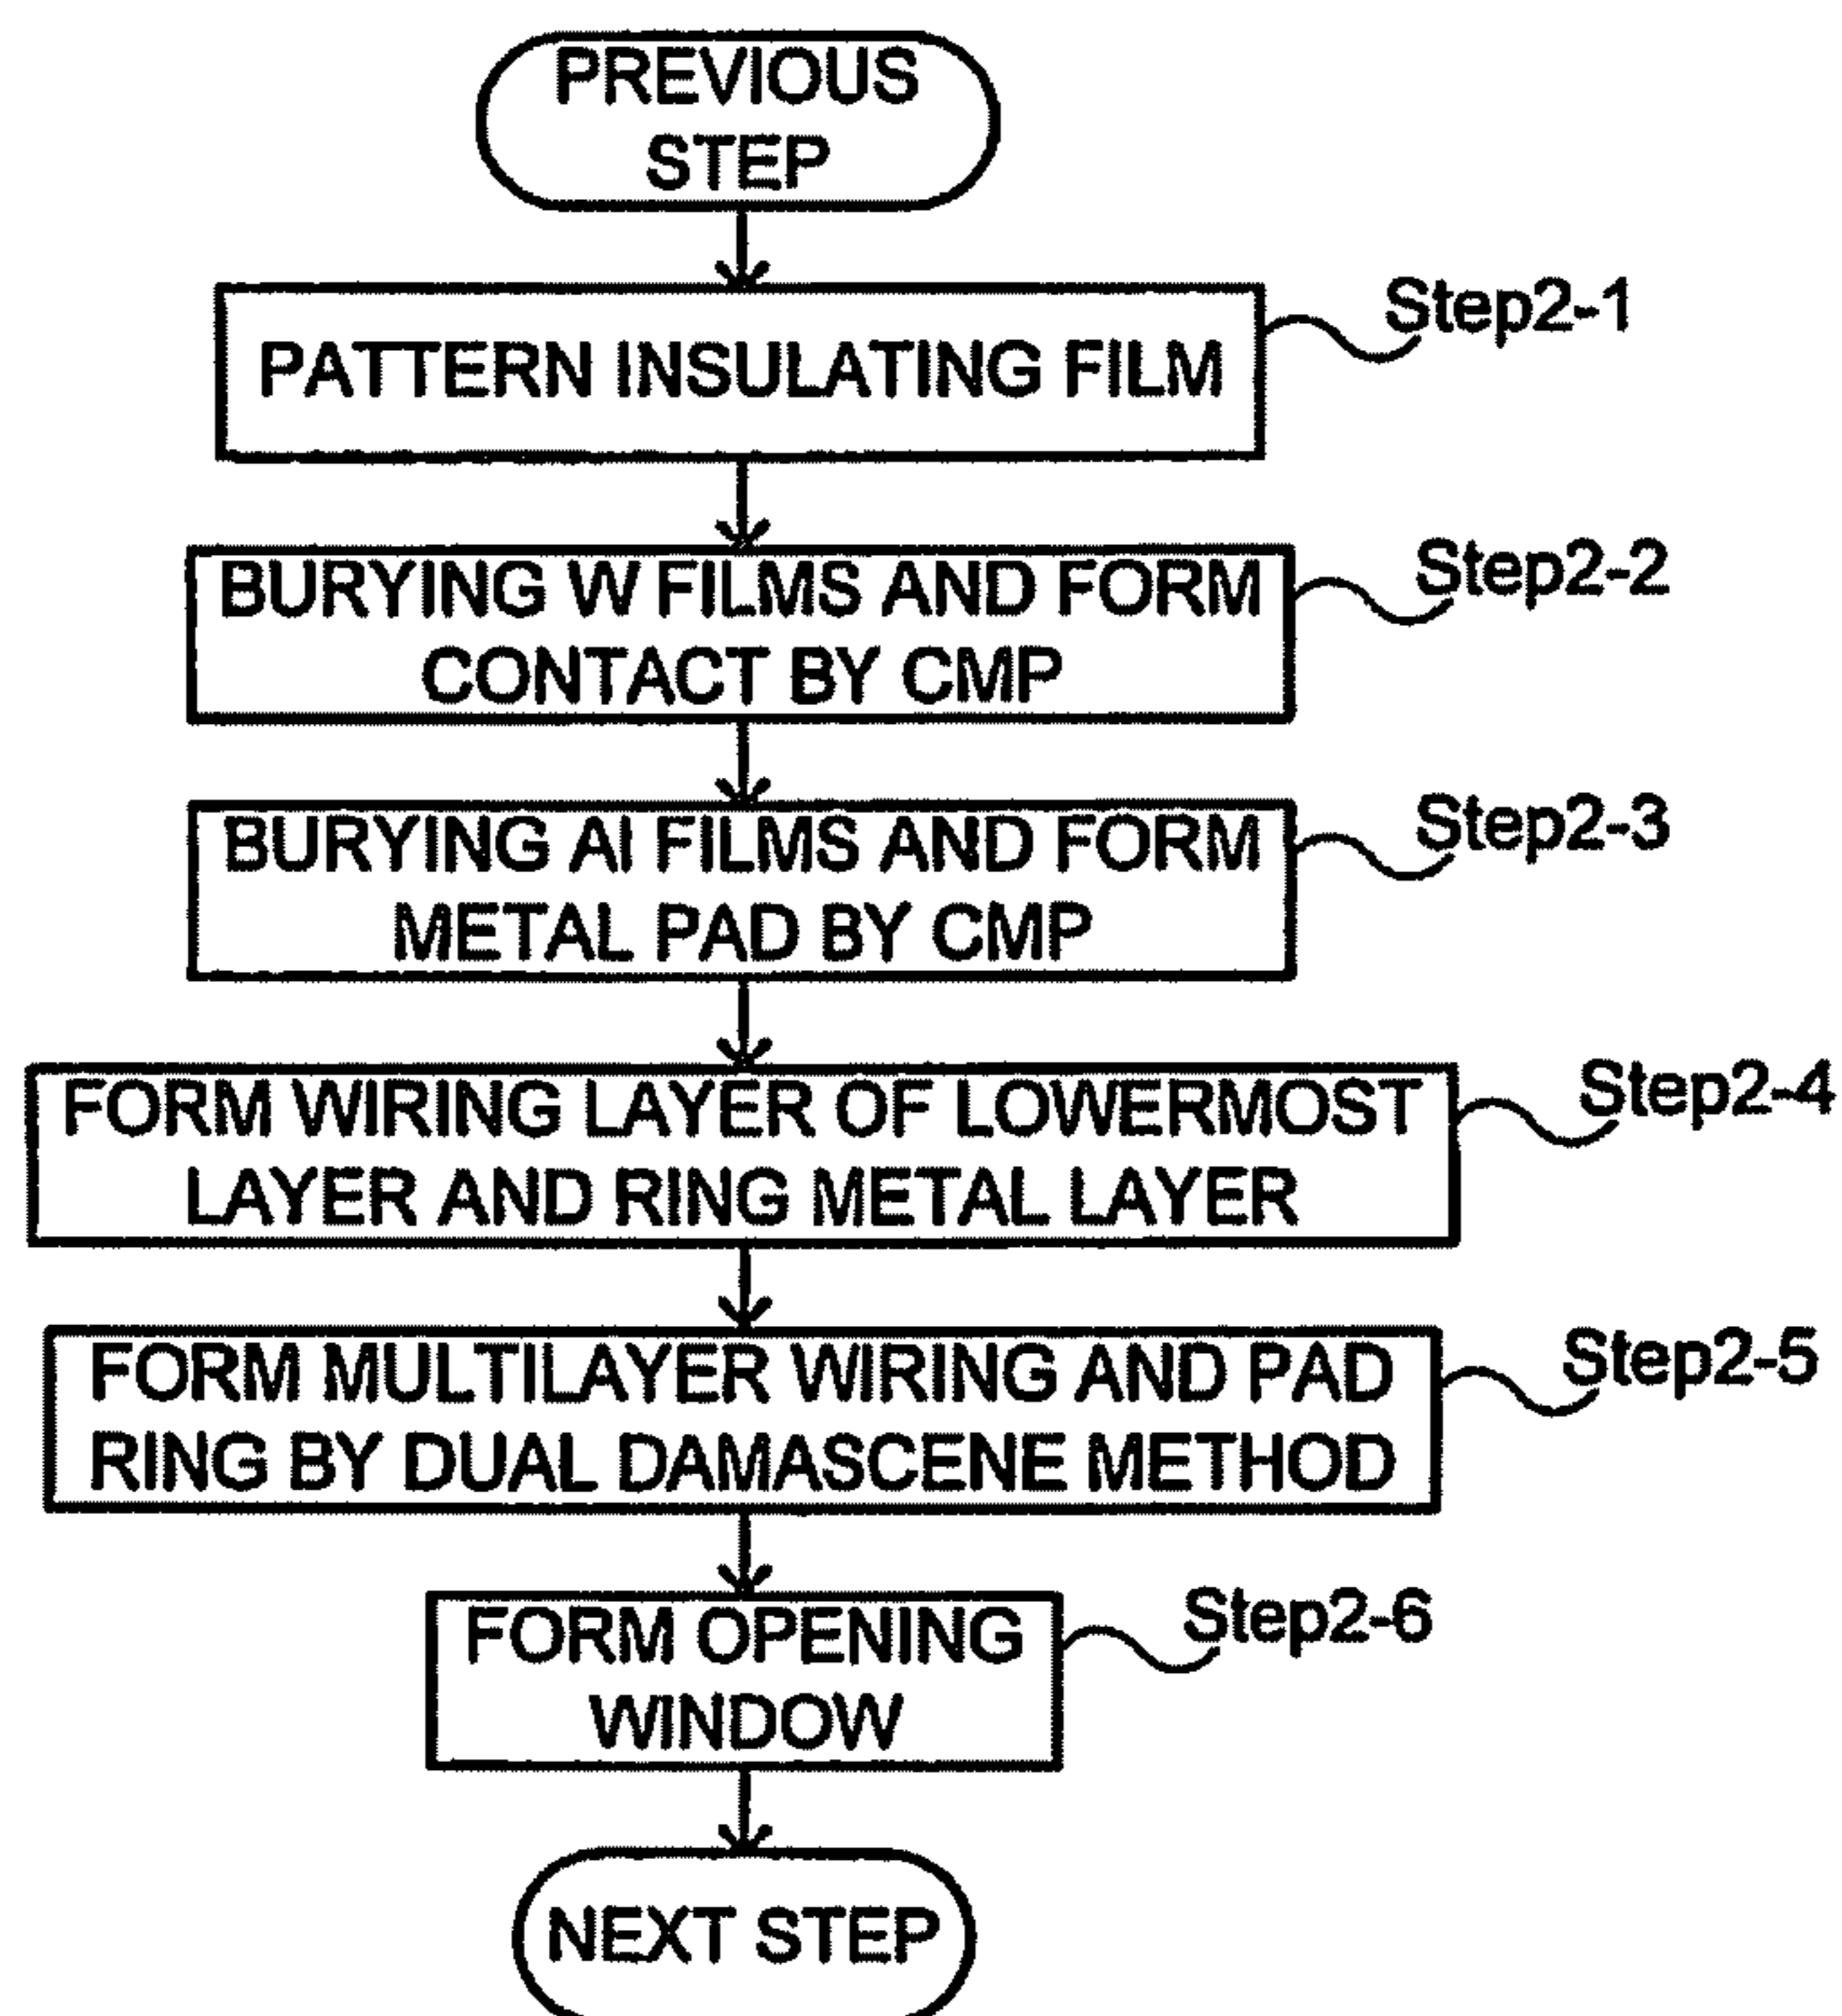 PREVIOUS
STEP
PATTERN INSULATING FILM
Step2-1
BURYING W FILMS AND FORM
CONTACT BY CMP
Step2-2
BURYING Al FILMS AND FORM
METAL PAD BY CMP
Step2-3
FORM WIRING LAYER OF LOWERMOST
LAYER AND RING METAL LAYER
Step2-4
FORM MULTILAYER WIRING AND PAD
RING BY DUAL DAMASCENE METHOD
Step2-5
FORM OPENING
WINDOW
Step2-6
NEXT STEP